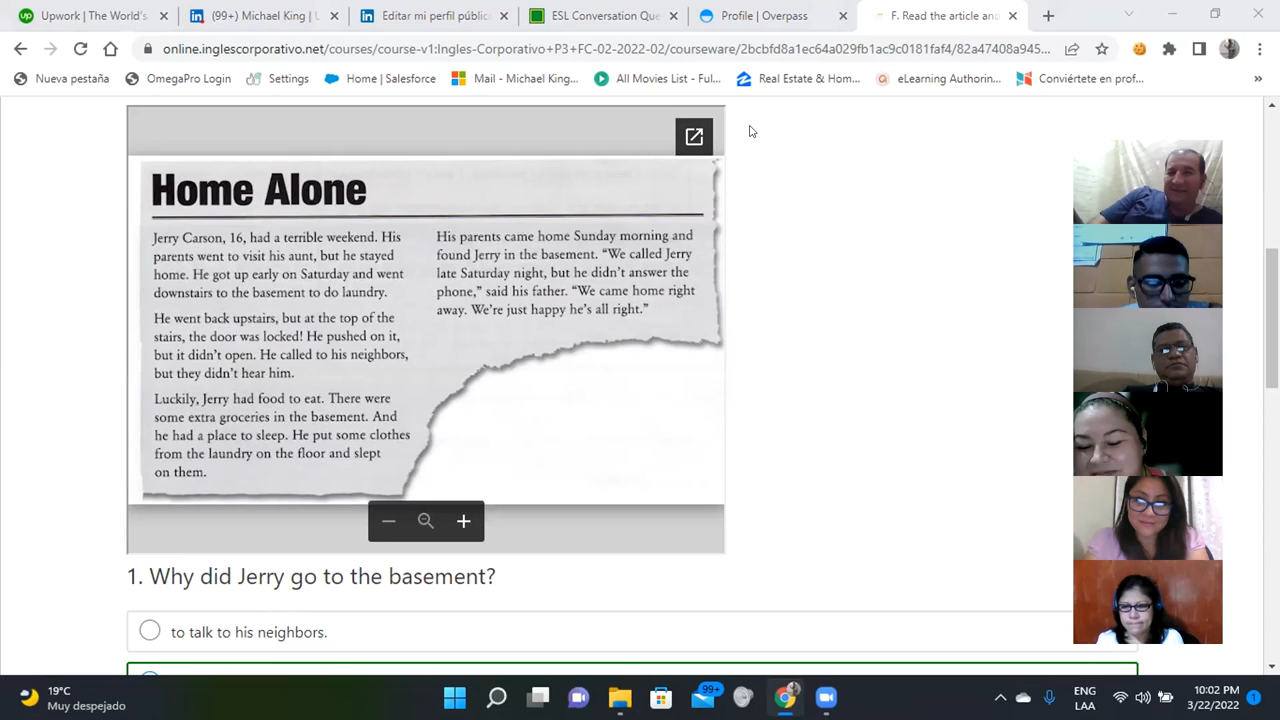 Upwork | The World's
(99+) Michael King | U
Editar mi perfil públic
ESL Conversation Que
Profile | Overpass
F. Read the article and
online.inglescorporativo.net/courses/course-v1:Ingles-Corporativo+P3+FC-02-2022-02/courseware/2bcbfd8a1ec64a029fb1ac9c0181faf4/82a47408a945...
Nueva pestaña
OmegaPro Login
Settings
Home | Salesforce
Mail - Michael King...
All Movies List - Ful...
Real Estate & Hom...
eLearning Authorin...
Conviértete en prof...
Home Alone
Jerry Carson, 16, had a terrible weekend. His
parents went to visit his aunt, but he stayed
home. He got up early on Saturday and went
downstairs to the basement to do laundry.
He went back upstairs, but at the top of the
stairs, the door was locked! He pushed on it,
but it didn't open. He called to his neighbors,
but they didn't hear him.
Luckily, Jerry had food to eat. There were
some extra groceries in the basement. And
he had a place to sleep. He put some clothes
from the laundry on the floor and slept
on them.
His parents came home Sunday morning and
found Jerry in the basement. “We called Jerry
late Saturday night, but he didn't answer the
phone,” said his father. “We came home right
away. We're just happy he's all right.”
1. Why did Jerry go to the basement?
to talk to his neighbors.
19°C
Muy despejado
99+
ENG
LAA
10:02 PM
3/22/2022
1